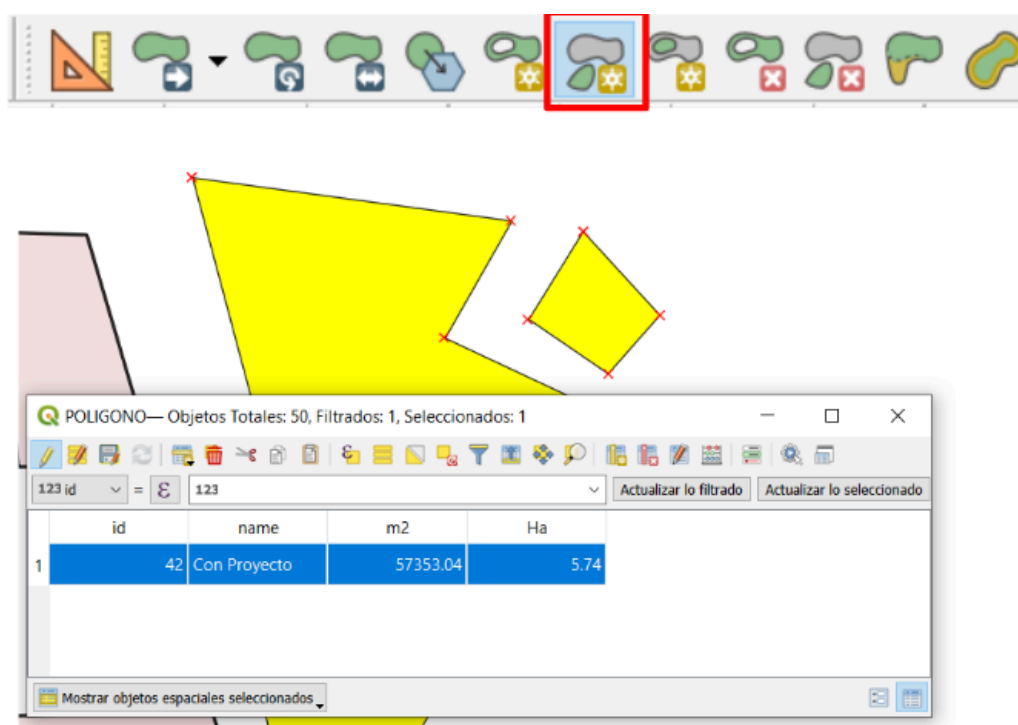 POLIGONO— Objetos Totales: 50, Filtrados: 1, Seleccionados: 1
123 id = ε 123 Actualizar lo filtrado Actualizar lo seleccionado
id name m2 Ha
1 42 Con Proyecto 57353.04 5.74
Mostrar objetos espaciales seleccionados